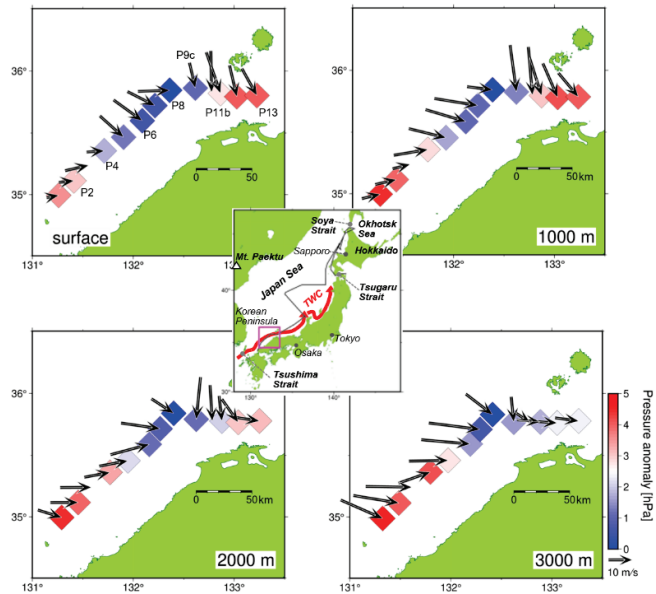 36°
35°
131°
132°
133°
P9c
P8
P11b
P13
P6
P4
P2
0
50
km
surface
36°
35°
132°
133°
0
50km
1000 m
Soya
Strait
Okhotsk
Sea
Sapporo
Hokkaido
Mt. Paektu
Japan Sea
40°
40°
Tsugaru
Strait
TWC
Korean
Peninsula
Tokyo
Osaka
Tsushima
Strait
130°
140°
36°
35°
131°
132°
133°
0
50km
2000 m
35°
131°
132°
133°
0
50km
3000 m
5
4
3
2
1
0
Pressure anomaly [hPa]
10 m/s